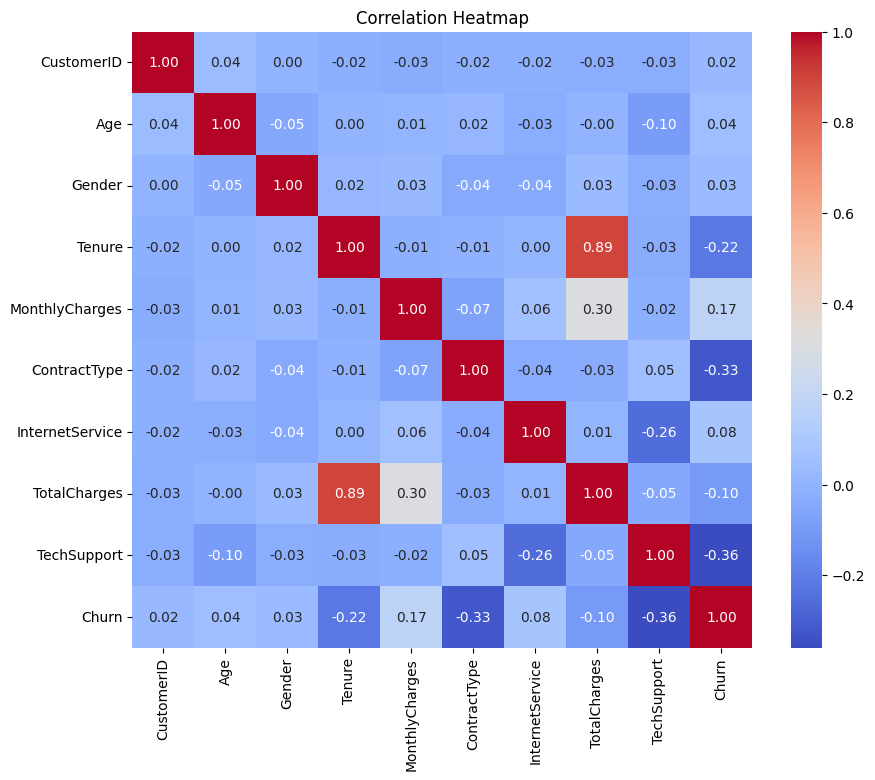 Correlation Heatmap
CustomerID 1.00 0.04 0.00 -0.02 -0.03 -0.02 -0.02 -0.03 -0.03 0.02
Age 0.04 1.00 -0.05 0.00 0.01 0.02 -0.03 -0.00 -0.10 0.04
Gender 0.00 -0.05 1.00 0.02 0.03 -0.04 -0.04 0.03 -0.03 0.03
Tenure -0.02 0.00 0.02 1.00 -0.01 -0.01 0.00 0.89 -0.03 -0.22
MonthlyCharges -0.03 0.01 0.03 -0.01 1.00 -0.07 0.06 0.30 -0.02 0.17
ContractType -0.02 0.02 -0.04 -0.01 -0.07 1.00 -0.04 -0.03 0.05 -0.33
InternetService -0.02 -0.03 -0.04 0.00 0.06 -0.04 1.00 0.01 -0.26 0.08
TotalCharges -0.03 -0.00 0.03 0.89 0.30 -0.03 0.01 1.00 -0.05 -0.10
TechSupport -0.03 -0.10 -0.03 -0.03 -0.02 0.05 -0.26 -0.05 1.00 -0.36
Churn 0.02 0.04 0.03 -0.22 0.17 -0.33 0.08 -0.10 -0.36 1.00
CustomerID
Age
Gender
Tenure
MonthlyCharges
ContractType
InternetService
TotalCharges
TechSupport
Churn
1.0
0.8
0.6
0.4
0.2
0.0
−0.2